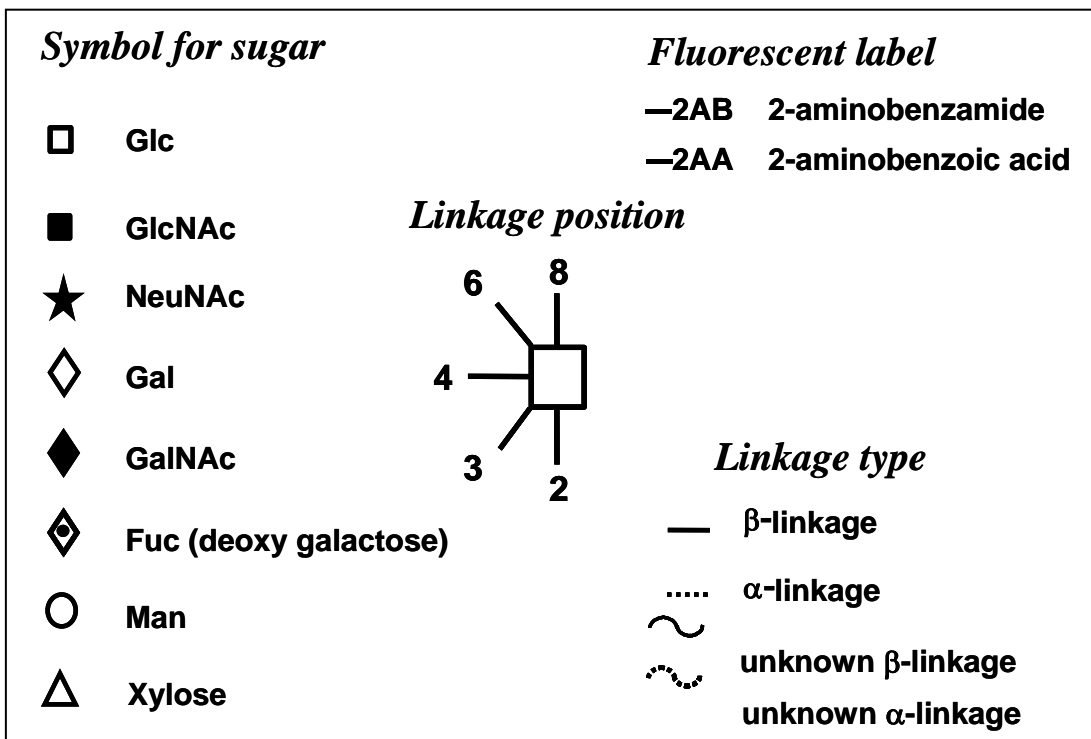 Symbol for sugar
Glc
GlcNAc
NeuNAc
Gal
GalNAc
Fuc (deoxy galactose)
Man
Xylose
Fluorescent label
—2AB 2-aminobenzamide
—2AA 2-aminobenzoic acid
Linkage position
6 8
4
3 2
Linkage type
β-linkage
α-linkage
unknown β-linkage
unknown α-linkage